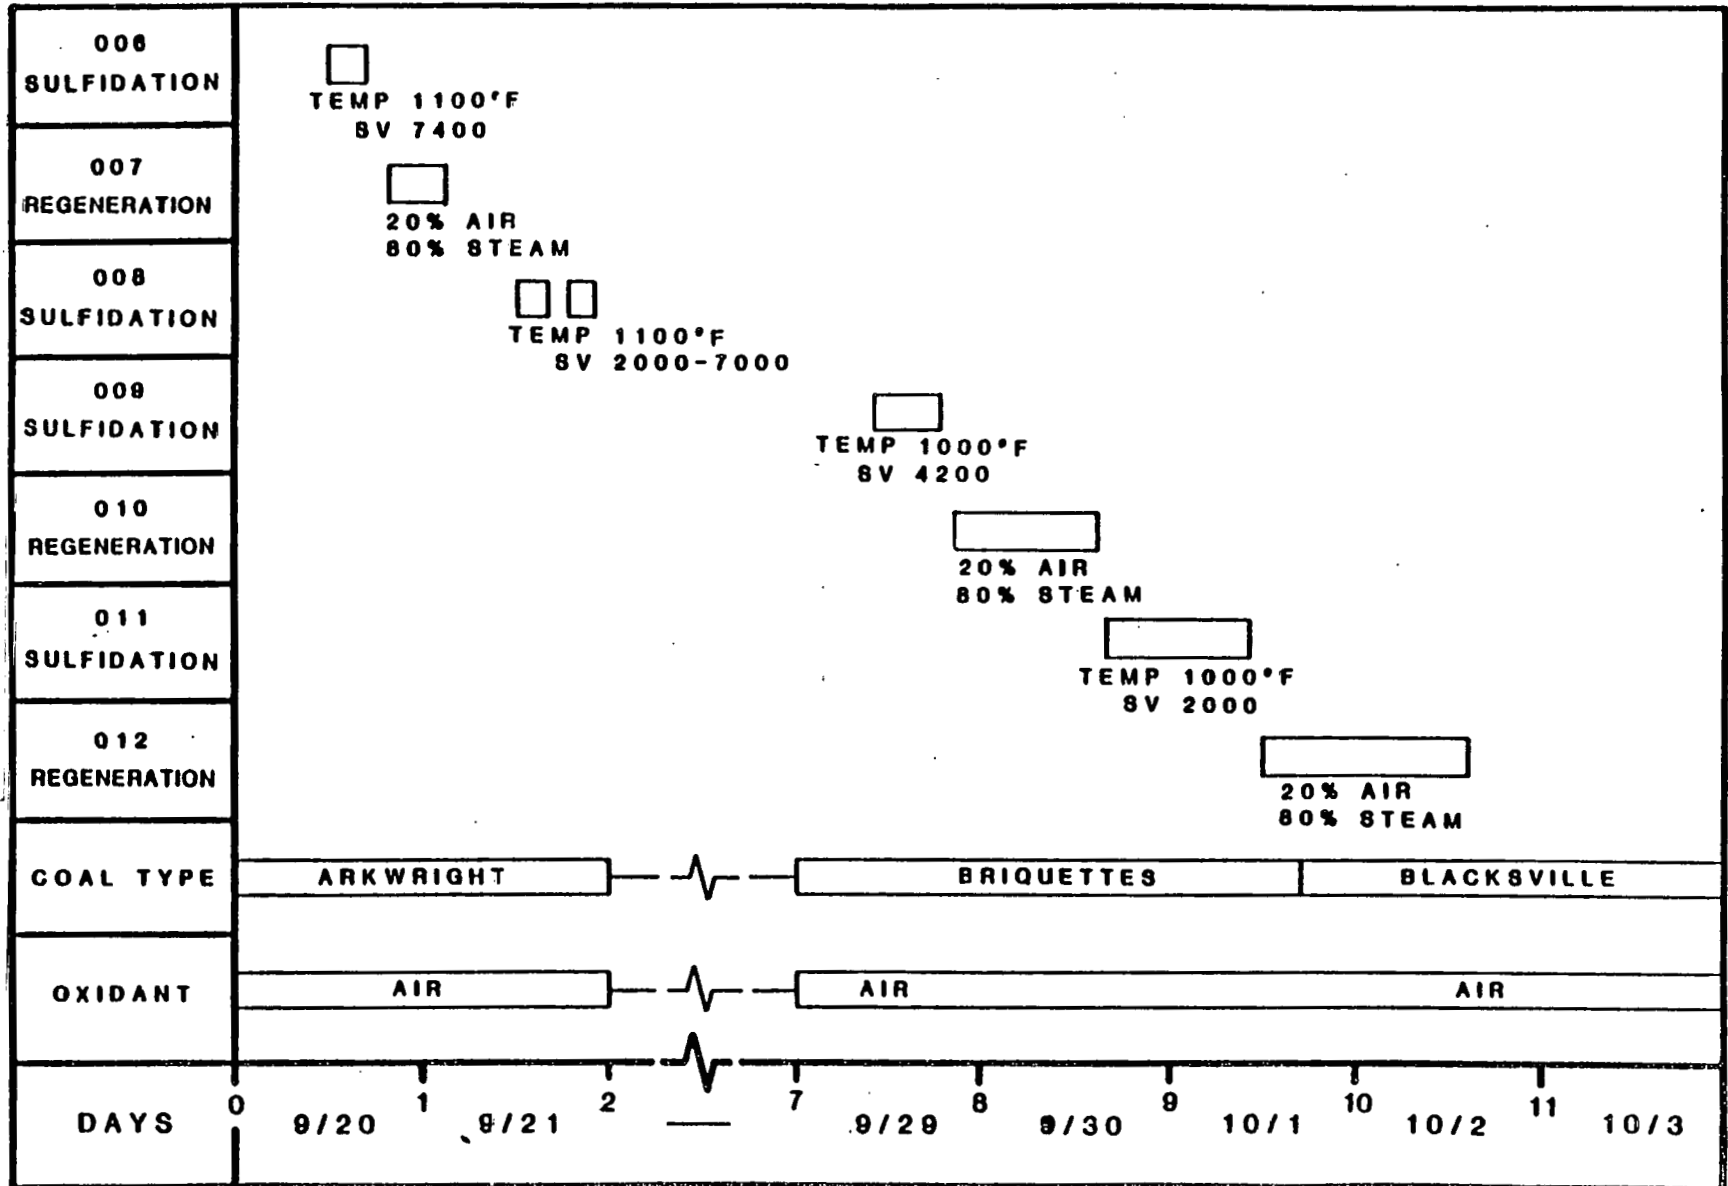 006
SULFIDATION
TEMP 1100°F
SV 7400
007
REGENERATION
20% AIR
80% STEAM
008
SULFIDATION
TEMP 1100°F
SV 2000-7000
009
SULFIDATION
TEMP 1000°F
SV 4200
010
REGENERATION
20% AIR
80% STEAM
011
SULFIDATION
TEMP 1000°F
SV 2000
012
REGENERATION
20% AIR
80% STEAM
COAL TYPE ARKWRIGHT BRIQUETTES BLACKSVILLE
OXIDANT AIR AIR AIR
0 1 2 7 8 9 10 11
DAYS 9/20 9/21 — 9/29 9/30 10/1 10/2 10/3